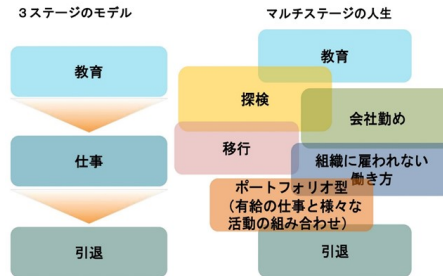 ３ステージのモデル
教育
仕事
引退
マルチステージの人生
教育
探検
会社勤め
移行
組織に雇われない
働き方
ポートフォリオ型
（有給の仕事と様々な
活動の組み合わせ）
引退